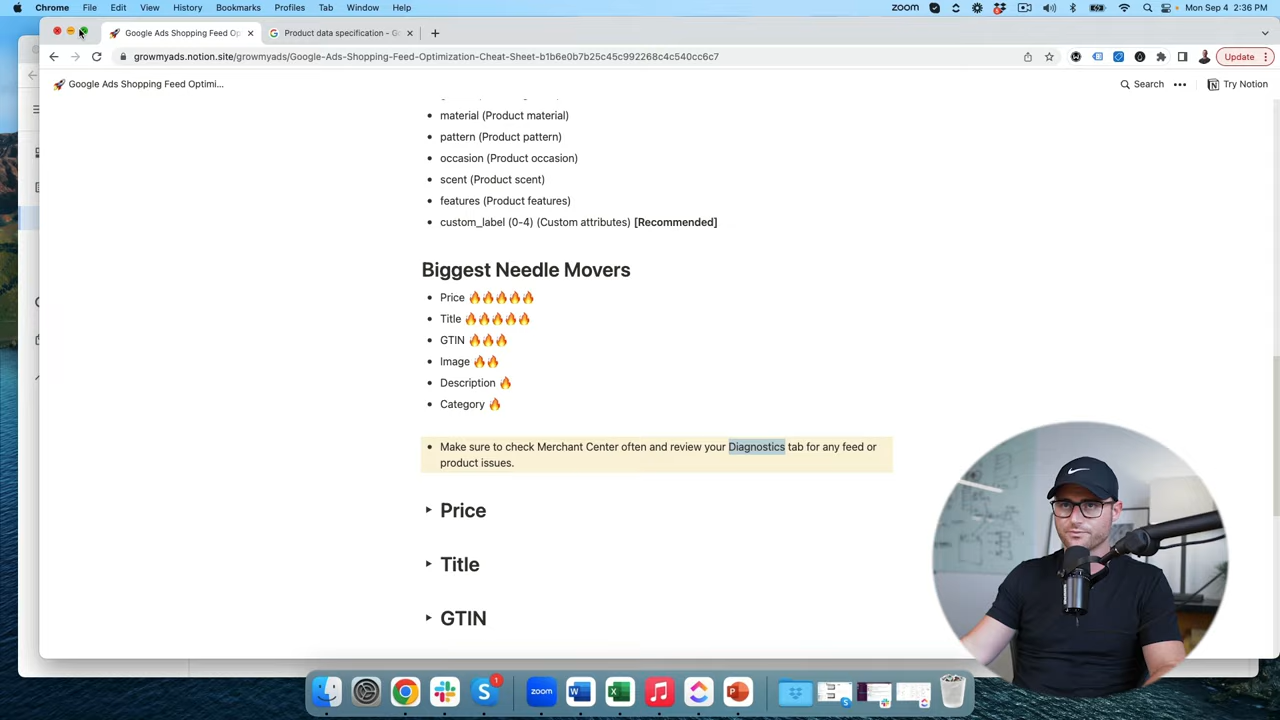 Chrome File Edit View History Bookmarks Profiles Tab Window Help
zoom Mon Sep 4 2:36 PM
Google Ads Shopping Feed Op
Product data specification - Go
growmyads.notion.site/growmyads/Google-Ads-Shopping-Feed-Optimization-Cheat-Sheet-b1b6e0b7b25c45c992268c4c540cc6c7
Update
🚀 Google Ads Shopping Feed Optimi...
Search ••• Try Notion
• material (Product material)
• pattern (Product pattern)
• occasion (Product occasion)
• scent (Product scent)
• features (Product features)
• custom_label (0-4) (Custom attributes) [Recommended]
Biggest Needle Movers
• Price 🔥🔥🔥🔥🔥
• Title 🔥🔥🔥🔥🔥
• GTIN 🔥🔥🔥
• Image 🔥🔥
• Description 🔥
• Category 🔥
• Make sure to check Merchant Center often and review your Diagnostics tab for any feed or
product issues.
Price
Title
GTIN
1
zoom